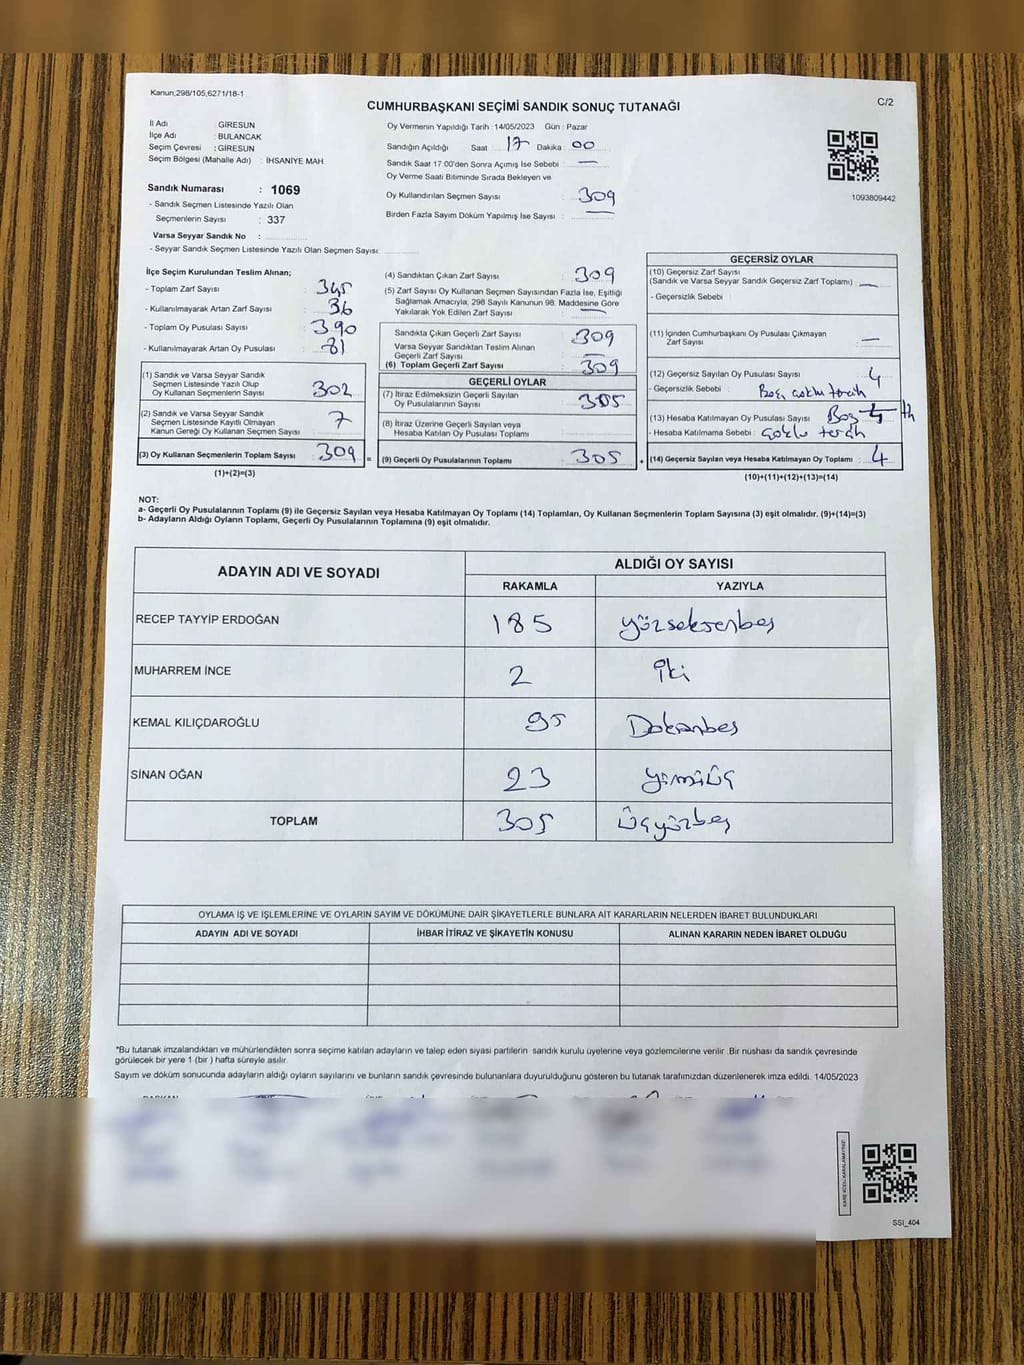 Kanun,298/105,6271/18-1
C/2
CUMHURBAŞKANI SEÇİMİ SANDIK SONUÇ TUTANAĞI
İl Adı : GİRESUN
İlçe Adı : BULANCAK
Seçim Çevresi : GİRESUN
Seçim Bölgesi (Mahalle Adı) : İHSANİYE MAH
Sandık Numarası : 1069
- Sandık Seçmen Listesinde Yazılı Olan
Seçmenlerin Sayısı : 337
Varsa Seyyar Sandık No :
- Seyyar Sandık Seçmen Listesinde Yazılı Olan Seçmen Sayısı:
Oy Vermenin Yapıldığı Tarih :14/05/2023 Gün : Pazar
Sandığın Açıldığı Saat : 17 Dakika : 00
Sandık Saat 17:00'den Sonra Açımış İse Sebebi : —
Oy Verme Saati Bitiminde Sırada Bekleyen ve
Oy Kullandırılan Seçmen Sayısı : 309
Birden Fazla Sayım Döküm Yapılmış İse Sayısı : —
1093809442
İlçe Seçim Kurulundan Teslim Alınan;
- Toplam Zarf Sayısı : 345
- Kullanılmayarak Artan Zarf Sayısı : 36
- Toplam Oy Pusulası Sayısı : 390
- Kullanılmayarak Artan Oy Pusulası : 81
(1) Sandık ve Varsa Seyyar Sandık
Seçmen Listesinde Yazılı Olup
Oy Kullanan Seçmenlerin Sayısı : 302
(2) Sandık ve Varsa Seyyar Sandık
Seçmen Listesinde Kayıtlı Olmayan
Kanun Gereği Oy Kullanan Seçmen Sayısı : 7
(3) Oy Kullanan Seçmenlerin Toplam Sayısı : 309
(1)+(2)=(3)
(4) Sandıktan Çıkan Zarf Sayısı : 309
(5) Zarf Sayısı Oy Kullanan Seçmen Sayısından Fazla İse, Eşitliği
Sağlamak Amacıyla, 298 Sayılı Kanunun 98. Maddesine Göre
Yakılarak Yok Edilen Zarf Sayısı : —
Sandıkta Çıkan Geçerli Zarf Sayısı : 309
Varsa Seyyar Sandıktan Teslim Alınan
Geçerli Zarf Sayısı : —
(6) Toplam Geçerli Zarf Sayısı : 309
GEÇERLİ OYLAR
(7) İtiraz Edilmeksizin Geçerli Sayılan
Oy Pusulalarının Sayısı : 305
(8) İtiraz Üzerine Geçerli Sayılan veya
Hesaba Katılan Oy Pusulası Toplamı :
(9) Geçerli Oy Pusulalarının Toplamı : 305
GEÇERSİZ OYLAR
(10) Geçersiz Zarf Sayısı
(Sandık ve Varsa Seyyar Sandık Geçersiz Zarf Toplamı) : —
- Geçersizlik Sebebi :
(11) İçinden Cumhurbaşkanı Oy Pusulası Çıkmayan
Zarf Sayısı : —
(12) Geçersiz Sayılan Oy Pusulası Sayısı : 4
- Geçersizlik Sebebi : Boş, çoklu tercih
(13) Hesaba Katılmayan Oy Pusulası Sayısı : Boş
- Hesaba Katılmama Sebebi : çoklu tercih
(14) Geçersiz Sayılan veya Hesaba Katılmayan Oy Toplamı : 4
(10)+(11)+(12)+(13)=(14)
NOT:
a- Geçerli Oy Pusulalarının Toplamı (9) ile Geçersiz Sayılan veya Hesaba Katılmayan Oy Toplamı (14) Toplamları, Oy Kullanan Seçmenlerin Toplam Sayısına (3) eşit olmalıdır. (9)+(14)=(3)
b- Adayların Aldığı Oyların Toplamı, Geçerli Oy Pusulalarının Toplamına (9) eşit olmalıdır.
ADAYIN ADI VE SOYADI
ALDIĞI OY SAYISI
RAKAMLA YAZIYLA
RECEP TAYYİP ERDOĞAN 185 yüzseksenbeş
MUHARREM İNCE 2 iki
KEMAL KILIÇDAROĞLU 95 Doksanbeş
SİNAN OĞAN 23 yirmiüç
TOPLAM 305 üçyüzbeş
OYLAMA İŞ VE İŞLEMLERİNE VE OYLARIN SAYIM VE DÖKÜMÜNE DAİR ŞİKAYETLERLE BUNLARA AİT KARARLARIN NELERDEN İBARET BULUNDUKLARI
ADAYIN ADI VE SOYADI İHBAR İTİRAZ VE ŞİKAYETİN KONUSU ALINAN KARARIN NEDEN İBARET OLDUĞU
*Bu tutanak imzalandıktan ve mühürlendikten sonra seçime katılan adayların ve talep eden siyasi partilerin sandık kurulu üyelerine veya gözlemcilerine verilir .Bir nüshası da sandık çevresinde
görülecek bir yere 1 (bir ) hafta süreyle asılır.
Sayım ve döküm sonucunda adayların aldığı oyların sayılarını ve bunların sandık çevresinde bulunanlara duyurulduğunu gösteren bu tutanak tarafımızdan düzenlenerek imza edildi. 14/05/2023
SSI_404